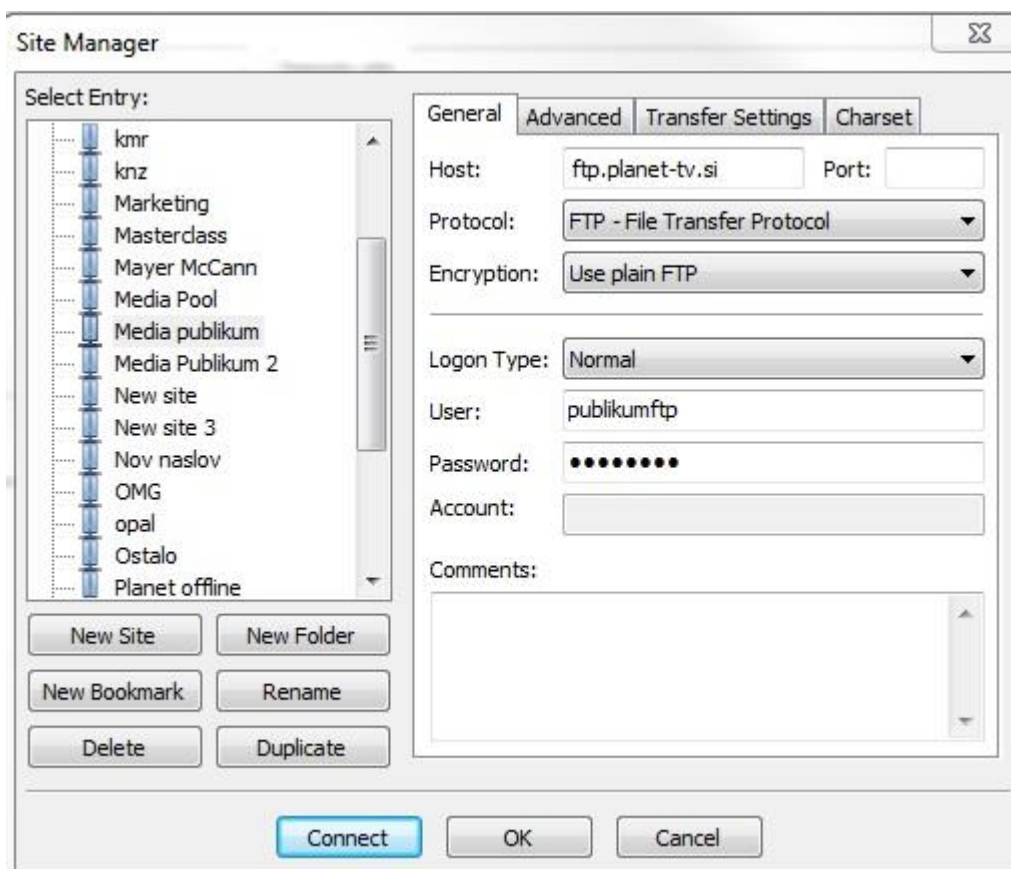 Site Manager
Select Entry:
kmr
knz
Marketing
Masterclass
Mayer McCann
Media Pool
Media publikum
Media Publikum 2
New site
New site 3
Nov naslov
OMG
opal
Ostalo
Planet offline
New Site New Folder
New Bookmark Rename
Delete Duplicate
General Advanced Transfer Settings Charset
Host: ftp.planet-tv.si Port:
Protocol: FTP - File Transfer Protocol
Encryption: Use plain FTP
Logon Type: Normal
User: publikumftp
Password: ●●●●●●●●
Account:
Comments:
Connect OK Cancel